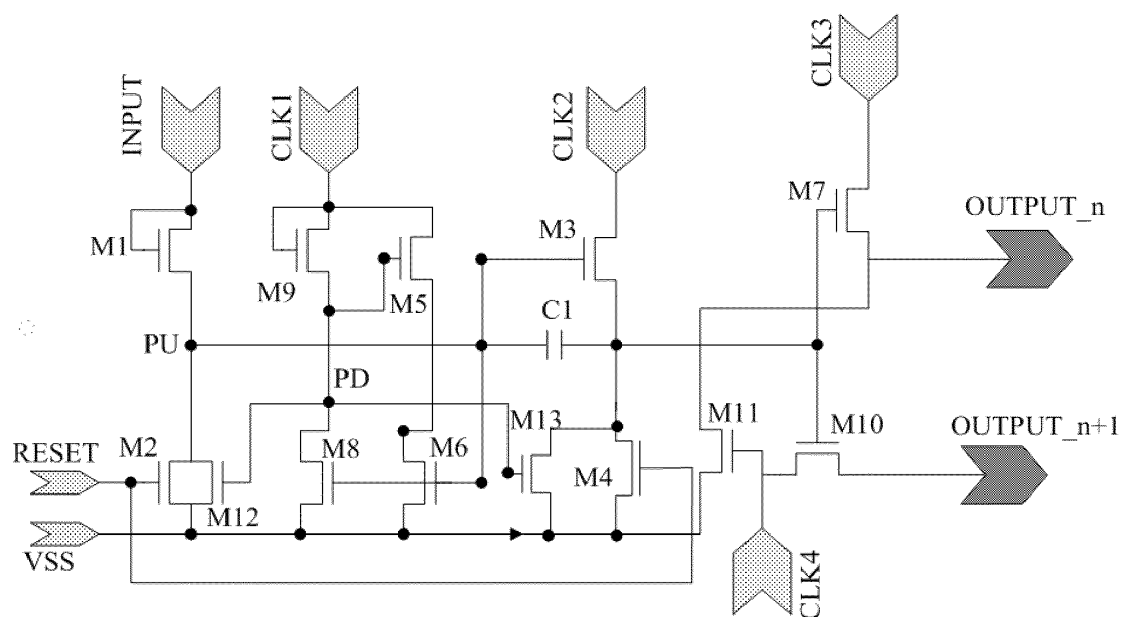 INPUT
CLK1
CLK2
CLK3
M7
OUTPUT_n
M1
M9
M5
M3
C1
PU
PD
M13
M11
M10
OUTPUT_n+1
RESET
M2
M8
M6
M4
M12
VSS
CLK4